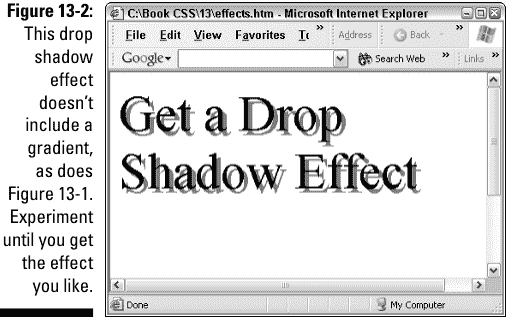 Figure 13-2:
This drop
shadow
effect
doesn't
include a
gradient,
as does
Figure 13-1.
Experiment
until you get
the effect
you like.
C:\Book CSS\13\effects.htm - Microsoft Internet Explorer
File Edit View Favorites To » Address Back »
Google Search Web » Links »
Get a Drop
Shadow Effect
Done My Computer